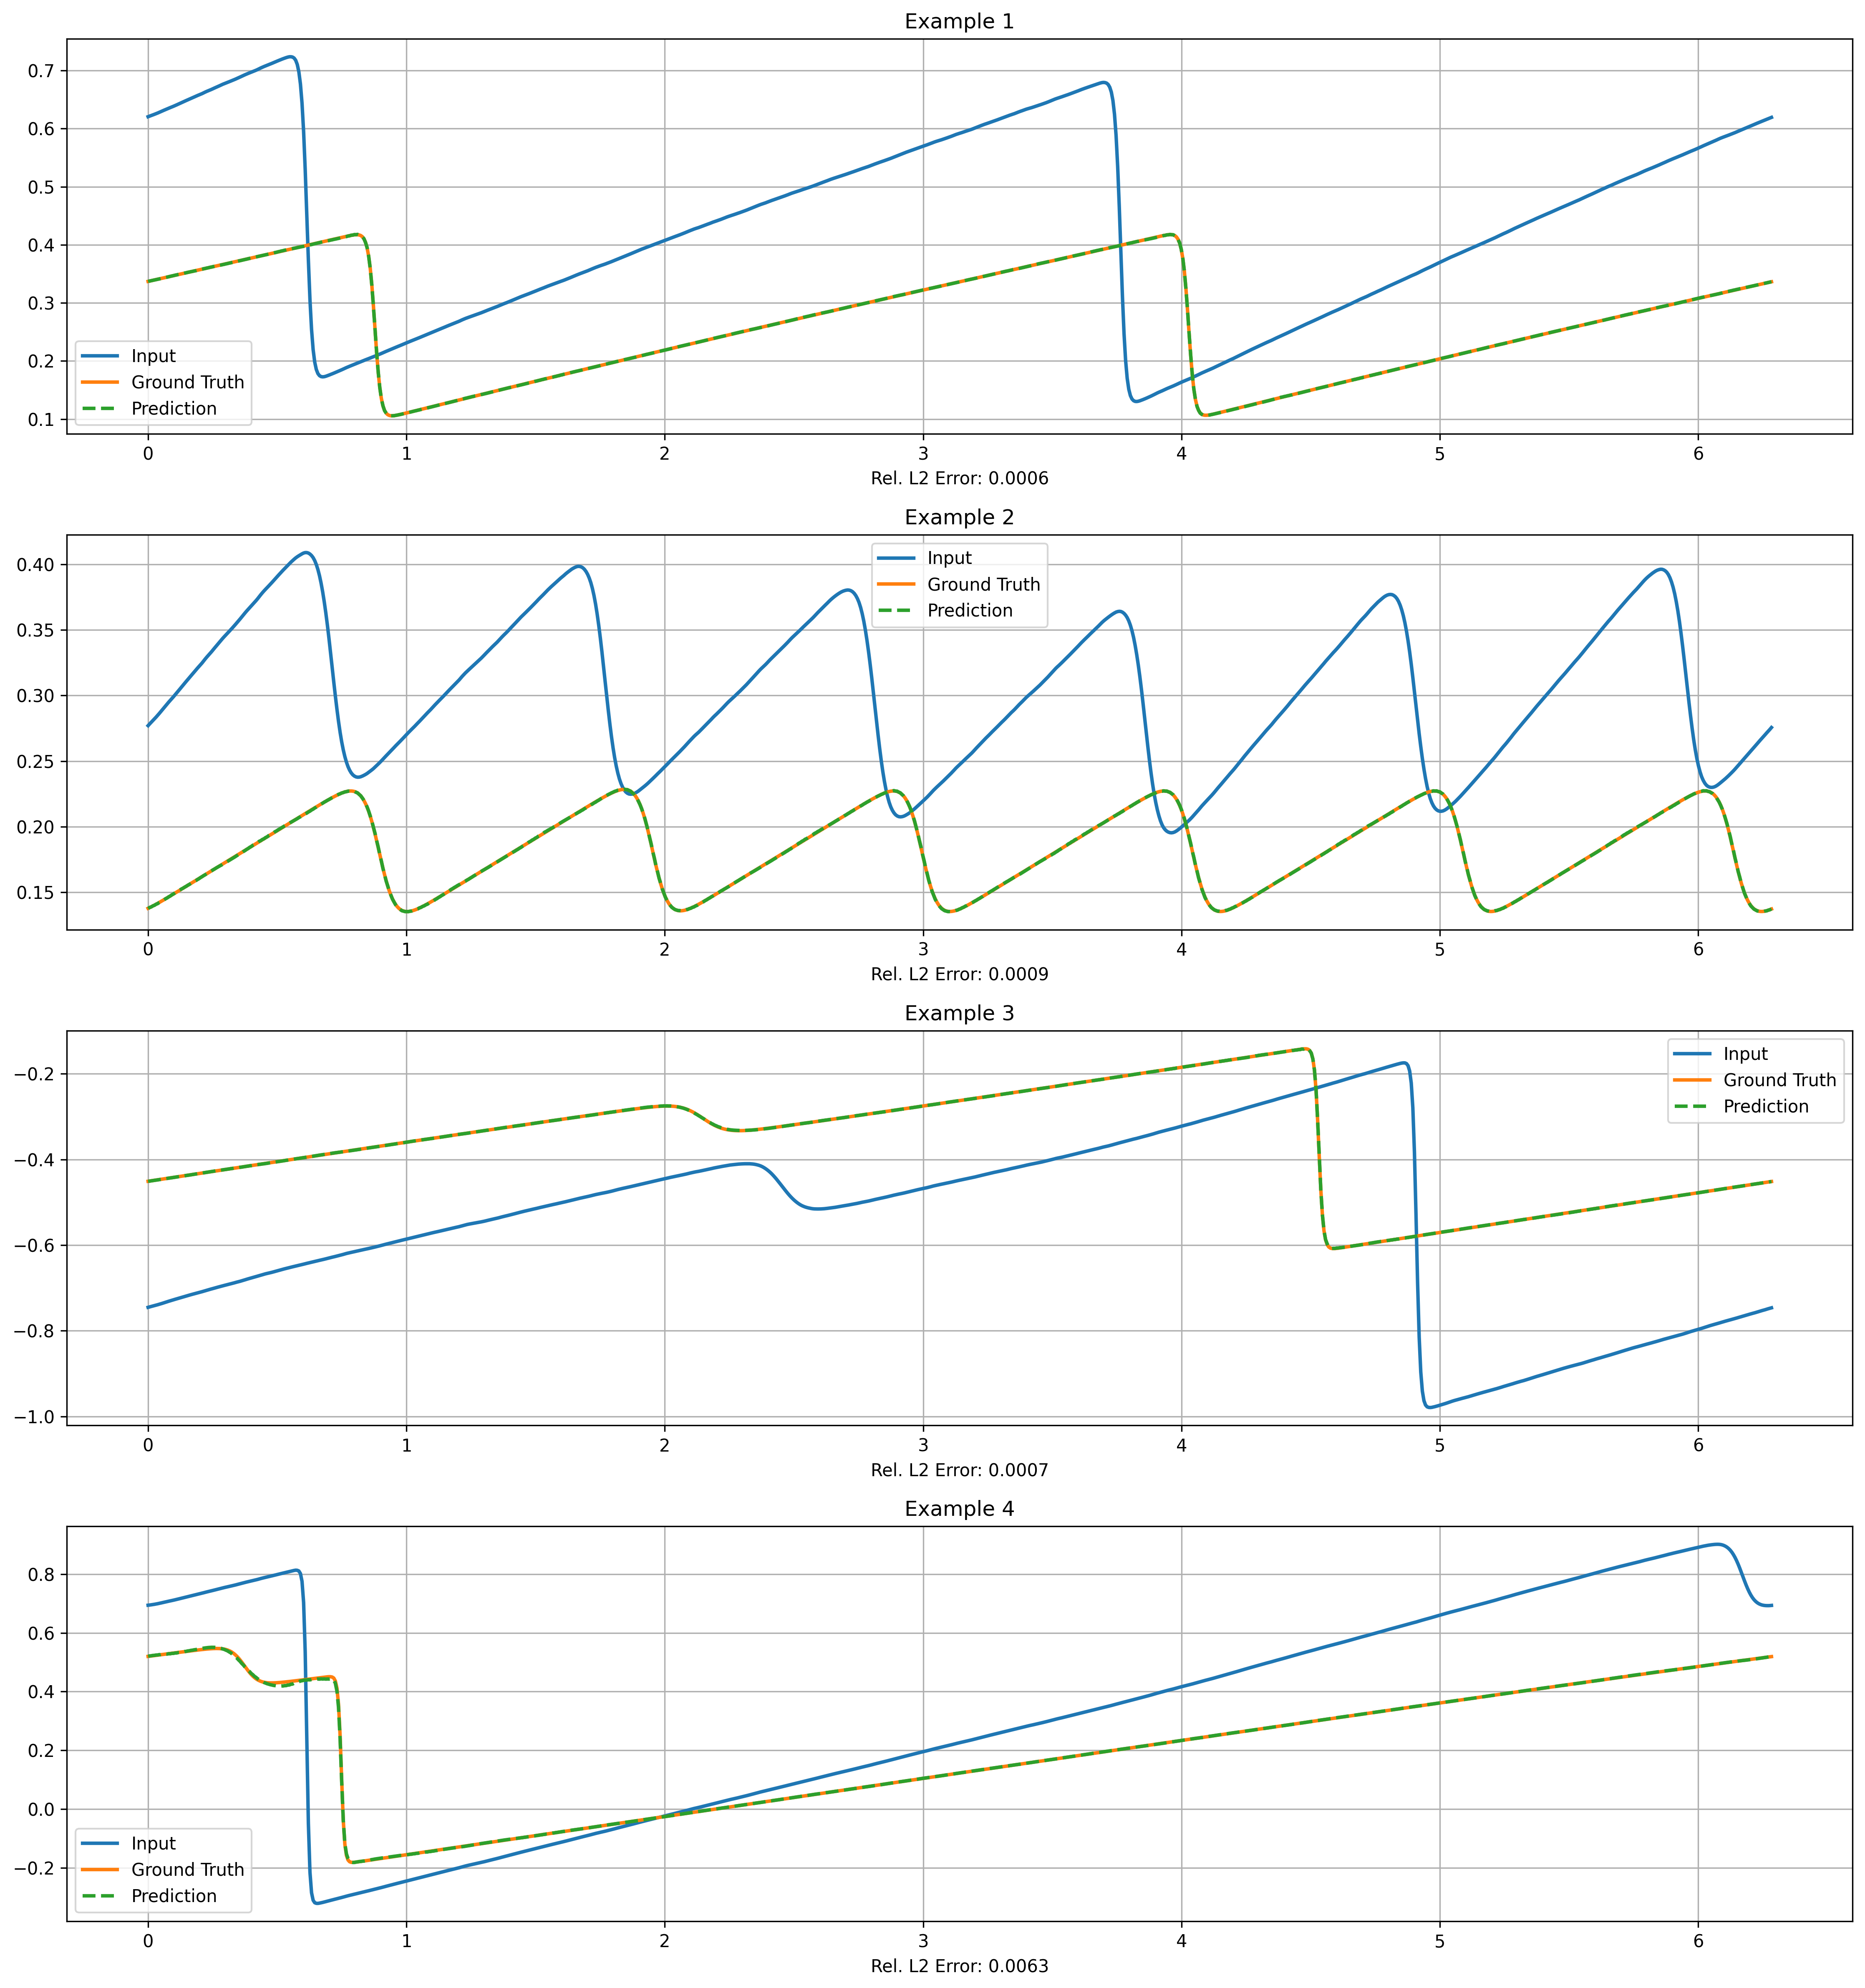 Example 1
0.7
0.6
0.5
0.4
0.3
0.2
0.1
Input
Ground Truth
Prediction
0 1 2 3 4 5 6
Rel. L2 Error: 0.0006
Example 2
0.40
0.35
0.30
0.25
0.20
0.15
Input
Ground Truth
Prediction
0 1 2 3 4 5 6
Rel. L2 Error: 0.0009
Example 3
−0.2
−0.4
−0.6
−0.8
−1.0
Input
Ground Truth
Prediction
0 1 2 3 4 5 6
Rel. L2 Error: 0.0007
Example 4
0.8
0.6
0.4
0.2
0.0
−0.2
Input
Ground Truth
Prediction
0 1 2 3 4 5 6
Rel. L2 Error: 0.0063